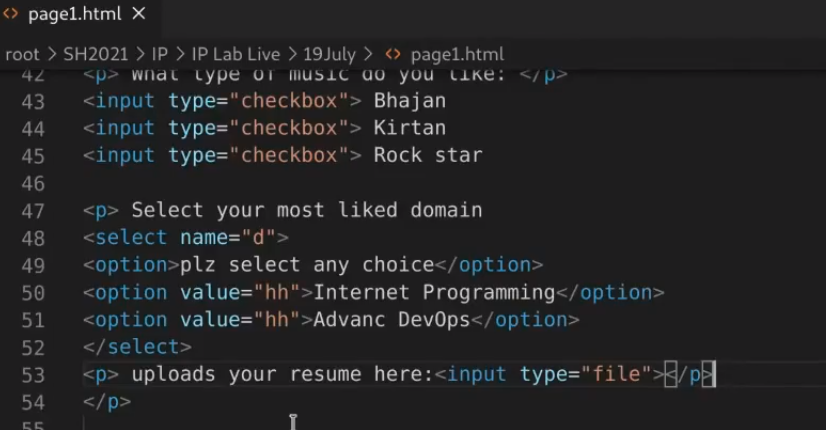 page1.html ×
root > SH2021 > IP > IP Lab Live > 19July > page1.html
42 <p> What type of music do you like: </p>
43 <input type="checkbox"> Bhajan
44 <input type="checkbox"> Kirtan
45 <input type="checkbox"> Rock star
46
47 <p> Select your most liked domain
48 <select name="d">
49 <option>plz select any choice</option>
50 <option value="hh">Internet Programming</option>
51 <option value="hh">Advanc DevOps</option>
52 </select>
53 <p> uploads your resume here:<input type="file"></p>
54 </p>
55